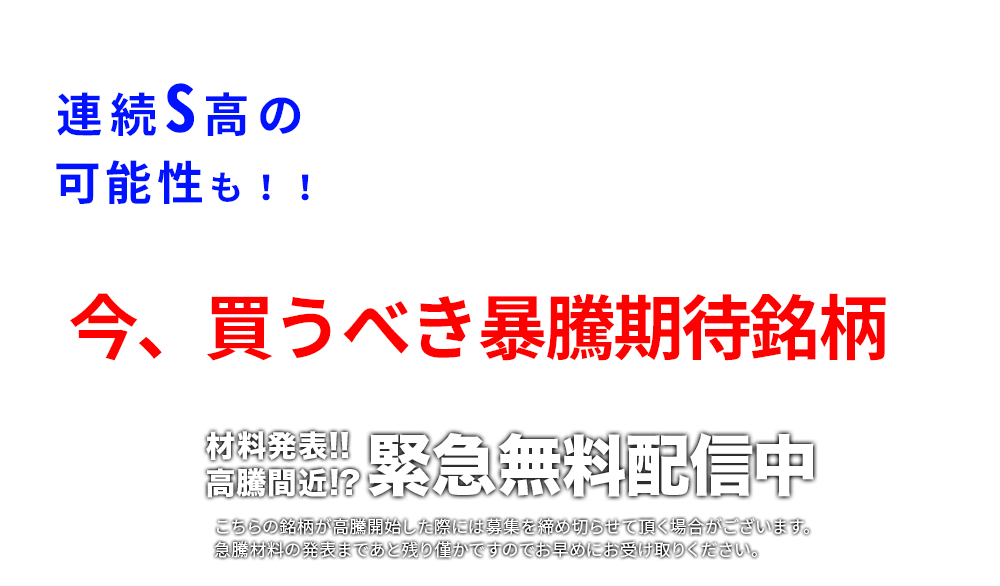 連続S高の
可能性も！！
今、買うべき暴騰期待銘柄
材料発表!!
高騰間近!?
緊急無料配信中
こちらの銘柄が高騰開始した際には募集を締め切らせて頂く場合がございます。
急騰材料の発表まであと残り僅かですのでお早めにお受け取りください。